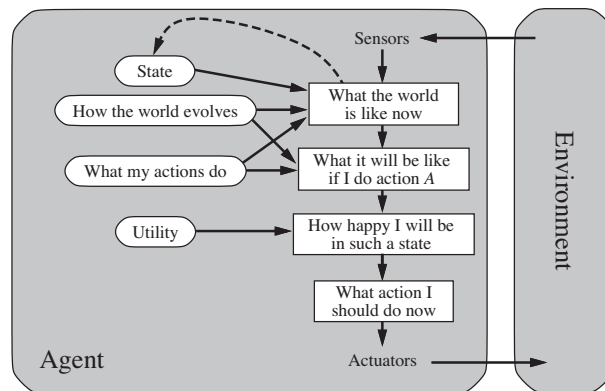 Sensors
State
What the world
is like now
How the world evolves
What it will be like
if I do action A
What my actions do
How happy I will be
in such a state
Utility
What action I
should do now
Agent
Actuators
Environment